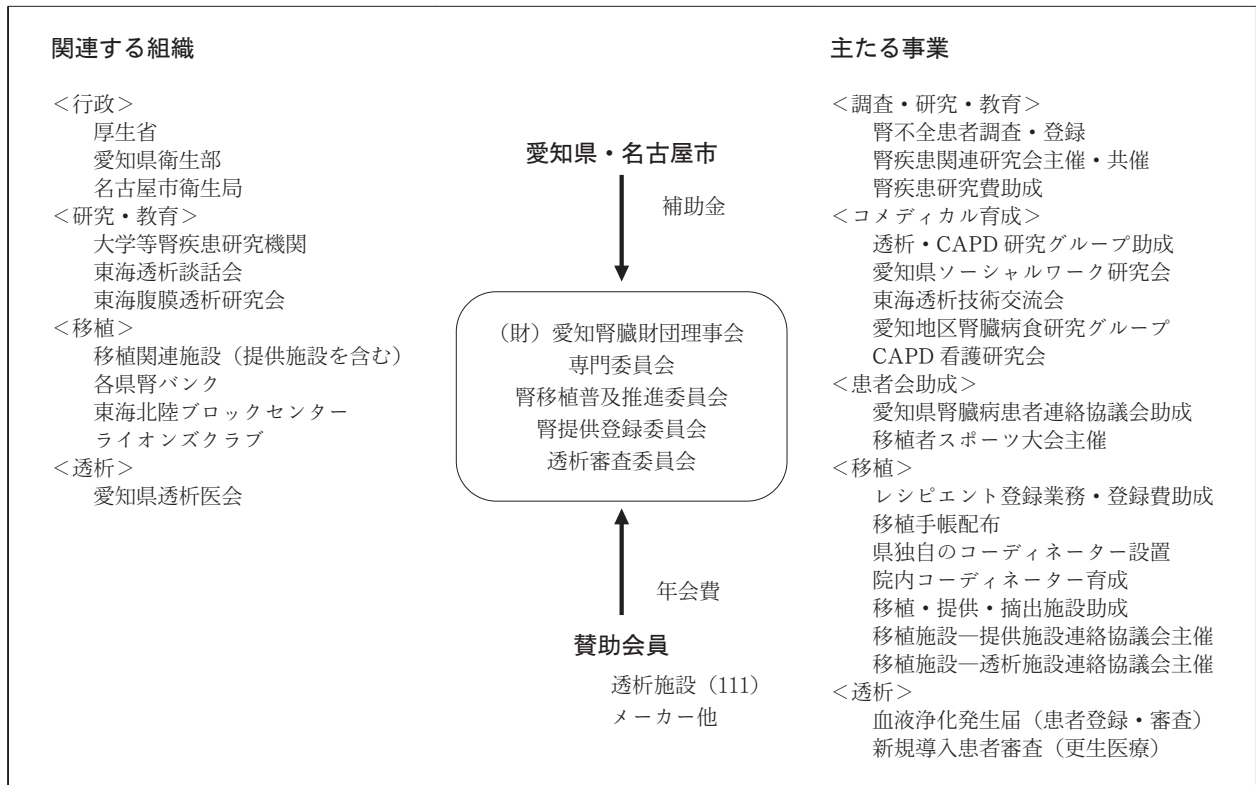 関連する組織
＜行政＞
厚生省
愛知県衛生部
名古屋市衛生局
＜研究・教育＞
大学等腎疾患研究機関
東海透析談話会
東海腹膜透析研究会
＜移植＞
移植関連施設（提供施設を含む）
各県腎バンク
東海北陸ブロックセンター
ライオンズクラブ
＜透析＞
愛知県透析医会
愛知県・名古屋市
補助金
（財）愛知腎臓財団理事会
専門委員会
腎移植普及推進委員会
腎提供登録委員会
透析審査委員会
年会費
賛助会員
透析施設（111）
メーカー他
主たる事業
＜調査・研究・教育＞
腎不全患者調査・登録
腎疾患関連研究会主催・共催
腎疾患研究費助成
＜コメディカル育成＞
透析・CAPD 研究グループ助成
愛知県ソーシャルワーク研究会
東海透析技術交流会
愛知地区腎臓病食研究グループ
CAPD 看護研究会
＜患者会助成＞
愛知県腎臓病患者連絡協議会助成
移植者スポーツ大会主催
＜移植＞
レシピエント登録業務・登録費助成
移植手帳配布
県独自のコーディネーター設置
院内コーディネーター育成
移植・提供・摘出施設助成
移植施設―提供施設連絡協議会主催
移植施設―透析施設連絡協議会主催
＜透析＞
血液浄化発生届（患者登録・審査）
新規導入患者審査（更生医療）